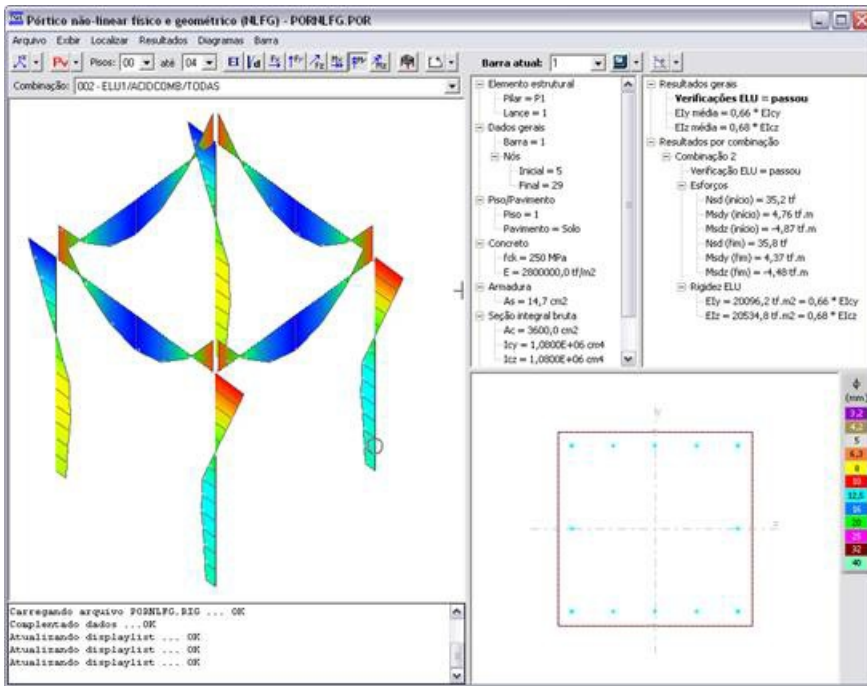 Pórtico não-linear físico e geométrico (NLFG) - PORNLFG.POR
Arquivo Exibir Localizar Resultados Diagramas Barra
Pisos: 00 até 04
EI
Barra atual: 1
Combinação: 002 - ELU1/ACIDCOMB/TODAS
Elemento estrutural
Pilar = P1
Lance = 1
Dados gerais
Barra = 1
Nós
Inicial = 5
Final = 29
Piso/Pavimento
Piso = 1
Pavimento = Solo
Concreto
fck = 250 MPa
E = 2800000,0 tf/m2
Armadura
As = 14,7 cm2
Seção integral bruta
Ac = 3600,0 cm2
Icy = 1,0800E+06 cm4
Icz = 1,0800E+06 cm4
Resultados gerais
Verificações ELU = passou
EIy média = 0,66 * EIcy
EIz média = 0,68 * EIcz
Resultados por combinação
Combinação 2
Verificação ELU = passou
Esforços
Nsd (início) = 35,2 tf
Msdy (início) = 4,76 tf.m
Msdz (início) = -4,87 tf.m
Nsd (fim) = 35,8 tf
Msdy (fim) = 4,37 tf.m
Msdz (fim) = -4,48 tf.m
Rigidez ELU
EIy = 20096,2 tf.m2 = 0,66 * EIcy
EIz = 20534,8 tf.m2 = 0,68 * EIcz
ϕ
(mm)
3,2
4,2
5
6,3
8
10
12,5
16
20
25
32
40
Carregando arquivo PORNLFG.RIG ... OK
Complentado dados ...OK
Atualizando displaylist ... OK
Atualizando displaylist ... OK
Atualizando displaylist ... OK